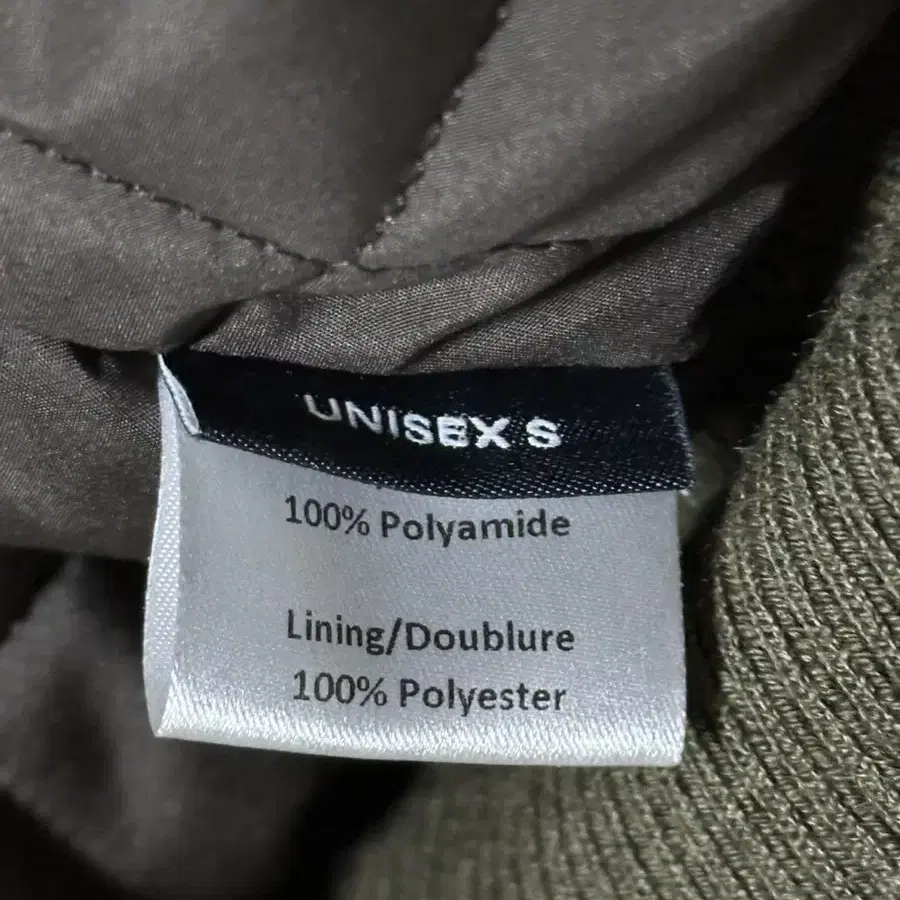 UNISEX S
100% Polyamide
Lining/Doublure
100% Polyester